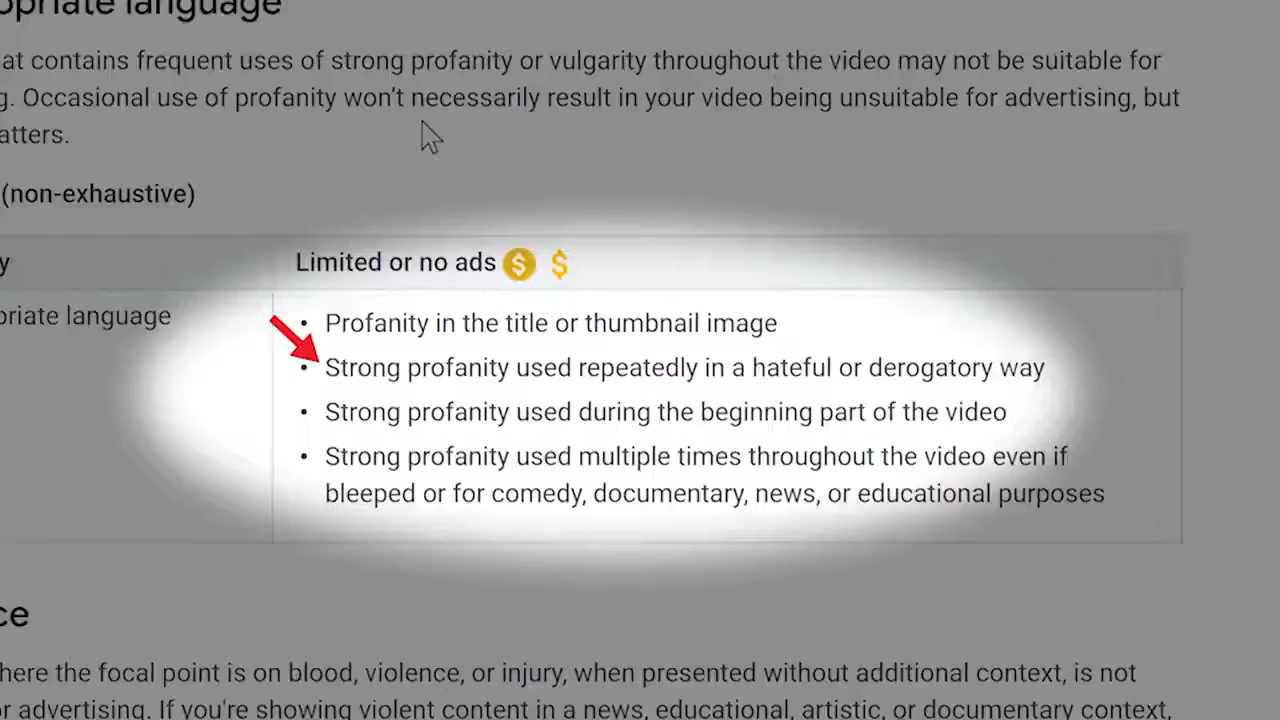 opriate language
at contains frequent uses of strong profanity or vulgarity throughout the video may not be suitable for
g. Occasional use of profanity won't necessarily result in your video being unsuitable for advertising, but
atters.
(non-exhaustive)
y
Limited or no ads
priate language
• Profanity in the title or thumbnail image
• Strong profanity used repeatedly in a hateful or derogatory way
• Strong profanity used during the beginning part of the video
• Strong profanity used multiple times throughout the video even if
bleeped or for comedy, documentary, news, or educational purposes
ce
here the focal point is on blood, violence, or injury, when presented without additional context, is not
or advertising. If you're showing violent content in a news, educational, artistic, or documentary context,